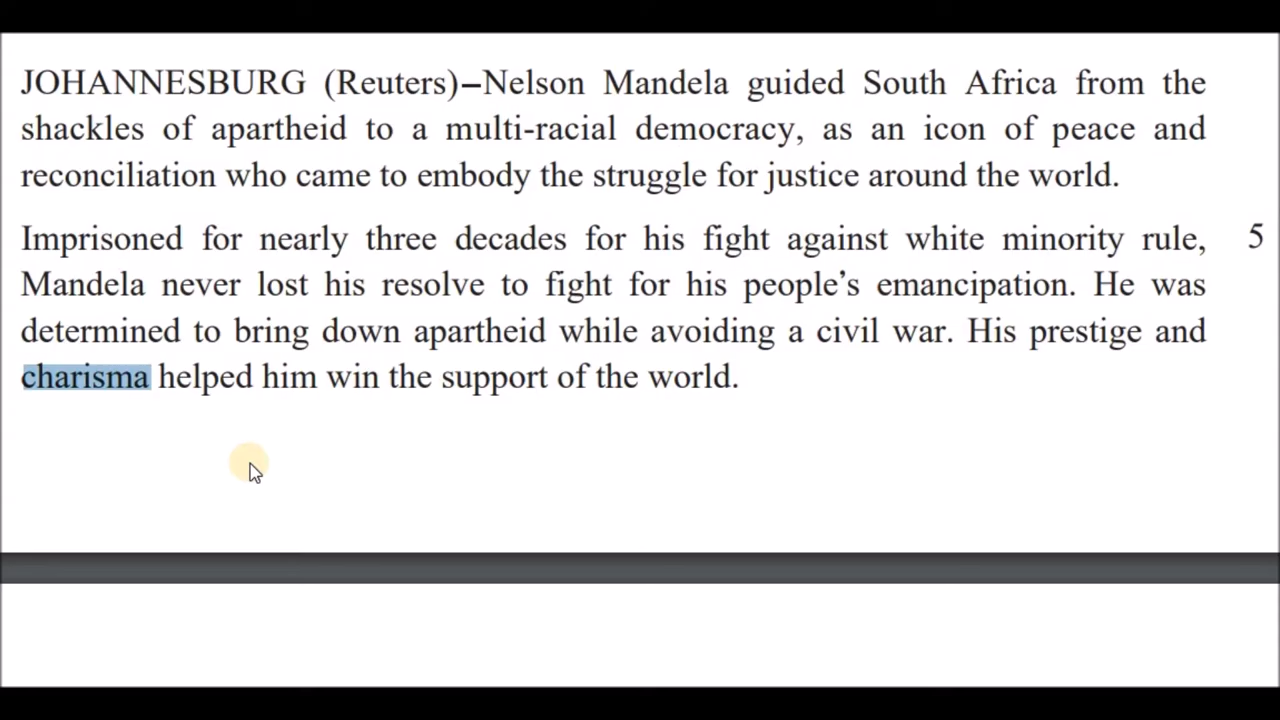 JOHANNESBURG (Reuters)–Nelson Mandela guided South Africa from the
shackles of apartheid to a multi-racial democracy, as an icon of peace and
reconciliation who came to embody the struggle for justice around the world.
Imprisoned for nearly three decades for his fight against white minority rule, 5
Mandela never lost his resolve to fight for his people’s emancipation. He was
determined to bring down apartheid while avoiding a civil war. His prestige and
charisma helped him win the support of the world.